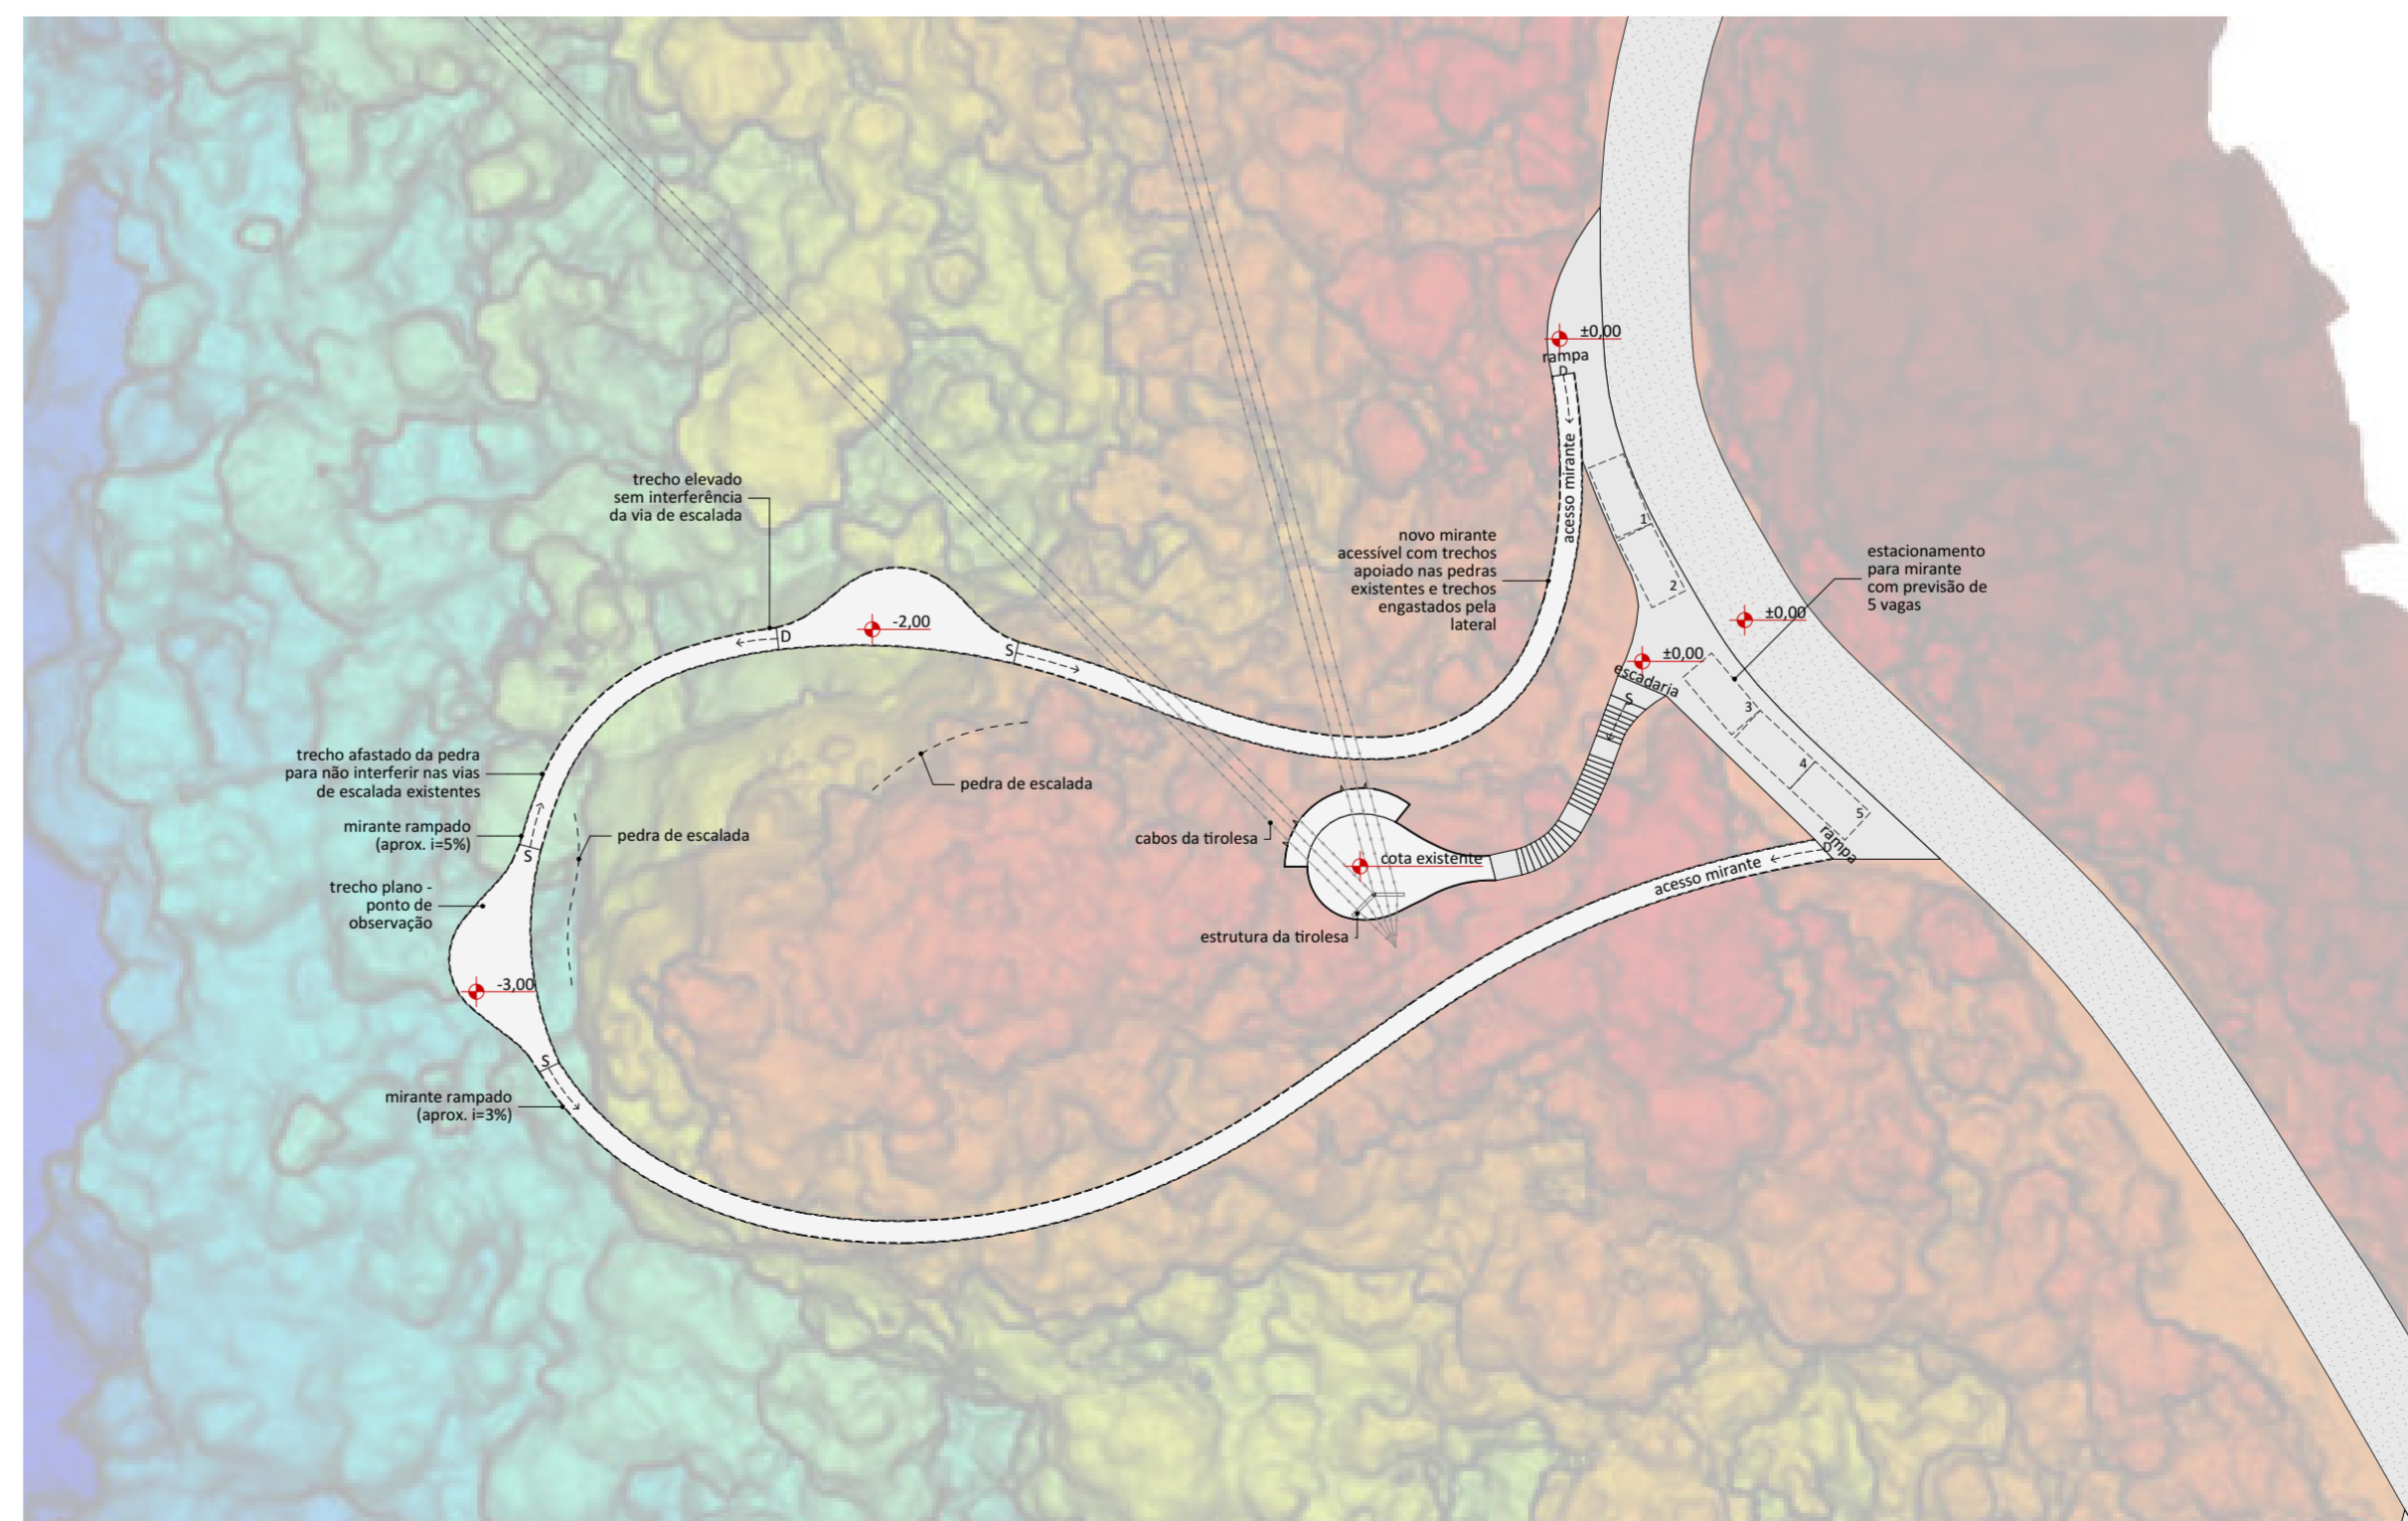 ±0,00
rampa
D
acesso mirante
trecho elevado
sem interferência
da via de escalada
novo mirante
acessível com trechos
apoiado nas pedras
existentes e trechos
engastados pela
lateral
1
2
estacionamento
para mirante
com previsão de
5 vagas
±0,00
±0,00
escadaria
S
3
4
5
D
-2,00
S
trecho afastado da pedra
para não interferir nas vias
de escalada existentes
pedra de escalada
mirante rampado
(aprox. i=5%)
pedra de escalada
S
cabos da tirolesa
cota existente
rampa
D
acesso mirante
trecho plano -
ponto de
observação
estrutura da tirolesa
-3,00
S
mirante rampado
(aprox. i=3%)